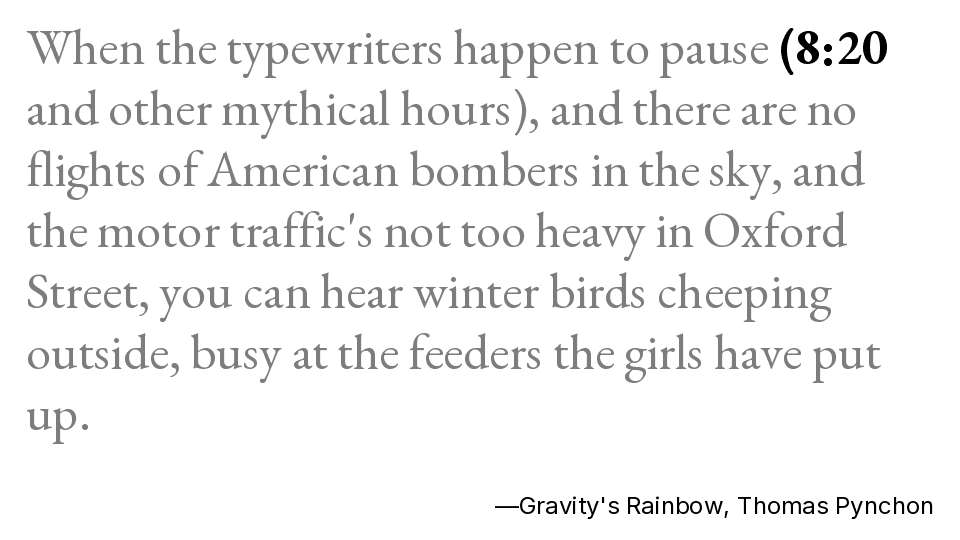 When the typewriters happen to pause (8:20
and other mythical hours), and there are no
flights of American bombers in the sky, and
the motor traffic's not too heavy in Oxford
Street, you can hear winter birds cheeping
outside, busy at the feeders the girls have put
up.
—Gravity's Rainbow, Thomas Pynchon